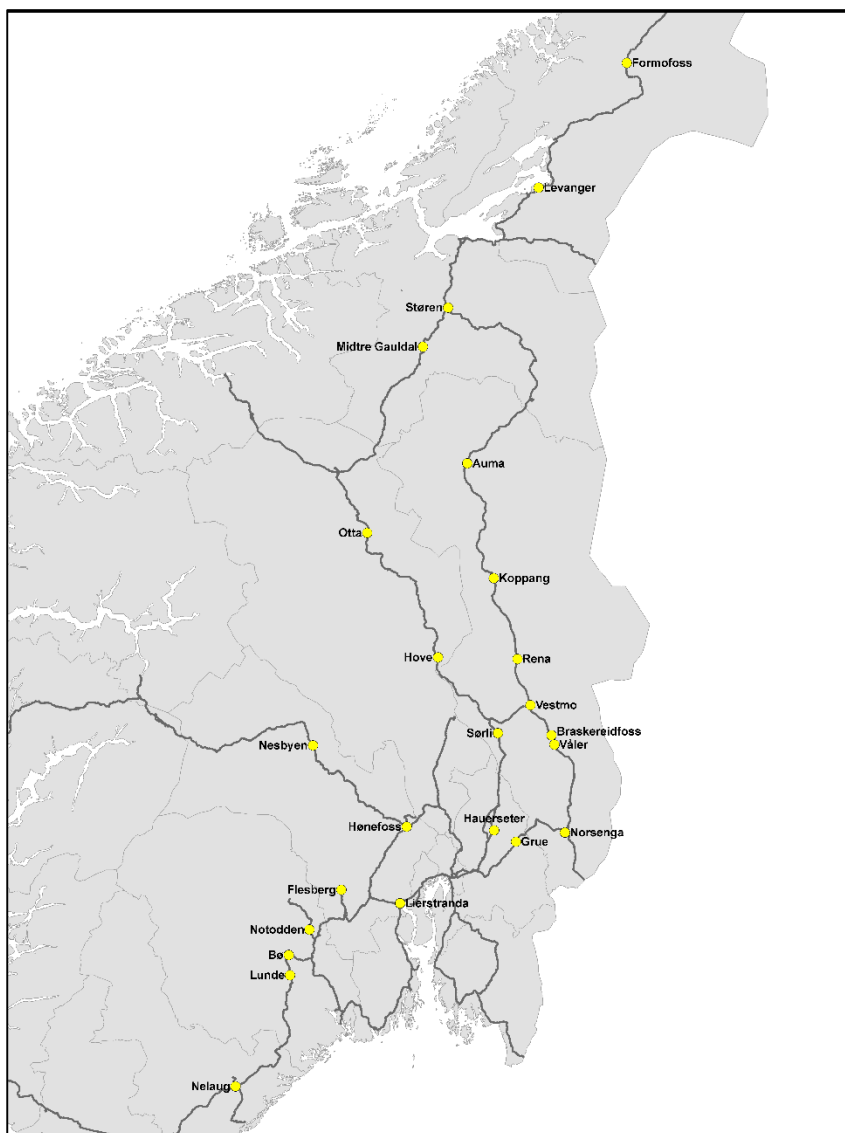 Formofoss
Levanger
Støren
Midtre Gauldal
Auma
Otta
Koppang
Hove
Rena
Vestmo
Sørli
Braskereidfoss
Våler
Nesbyen
Hauerseter
Hønefoss
Norsenga
Grue
Flesberg
Lierstranda
Notodden
Bø
Lunde
Nelaug